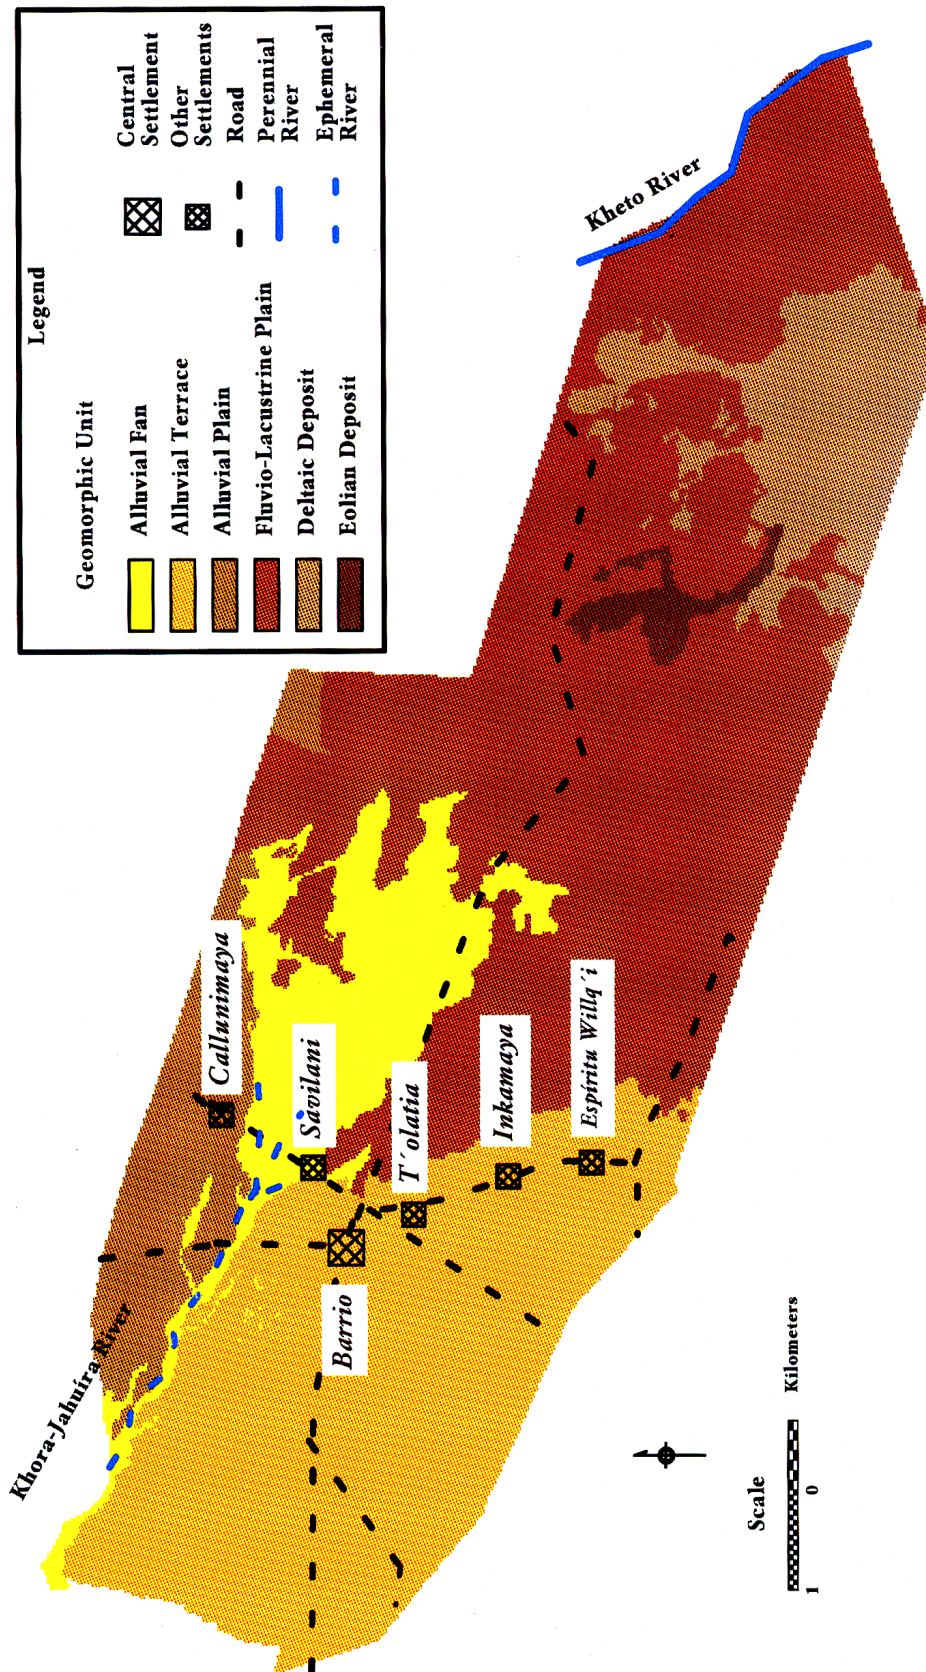 Legend
Geomorphic Unit
Alluvial Fan
Alluvial Terrace
Alluvial Plain
Fluvio-Lacustrine Plain
Deltaic Deposit
Eolian Deposit
Central
Settlement
Other
Settlements
Road
Perennial
River
Ephemeral
River
Khora-Jahuíra River
Callunimaya
Savilani
Barrio
T´olatia
Inkamaya
Espíritu Willq´i
Kheto River
Scale
1 0
Kilometers